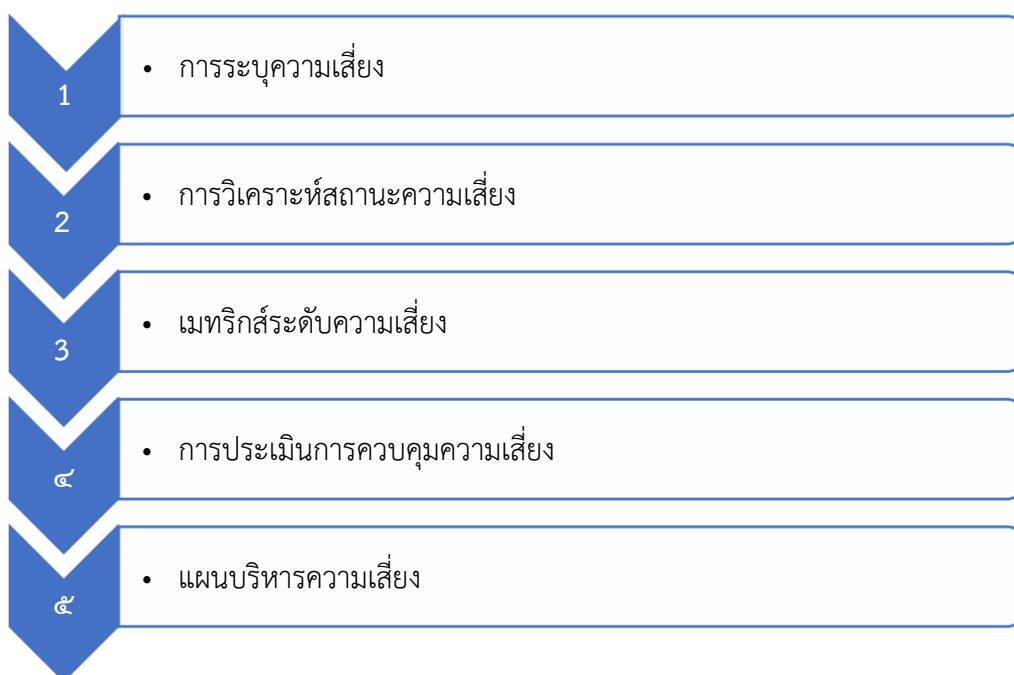 1
• การระบุความเสี่ยง
2
• การวิเคราะห์สถานะความเสี่ยง
3
• เมทริกส์ระดับความเสี่ยง
๔
• การประเมินการควบคุมความเสี่ยง
๕
• แผนบริหารความเสี่ยง